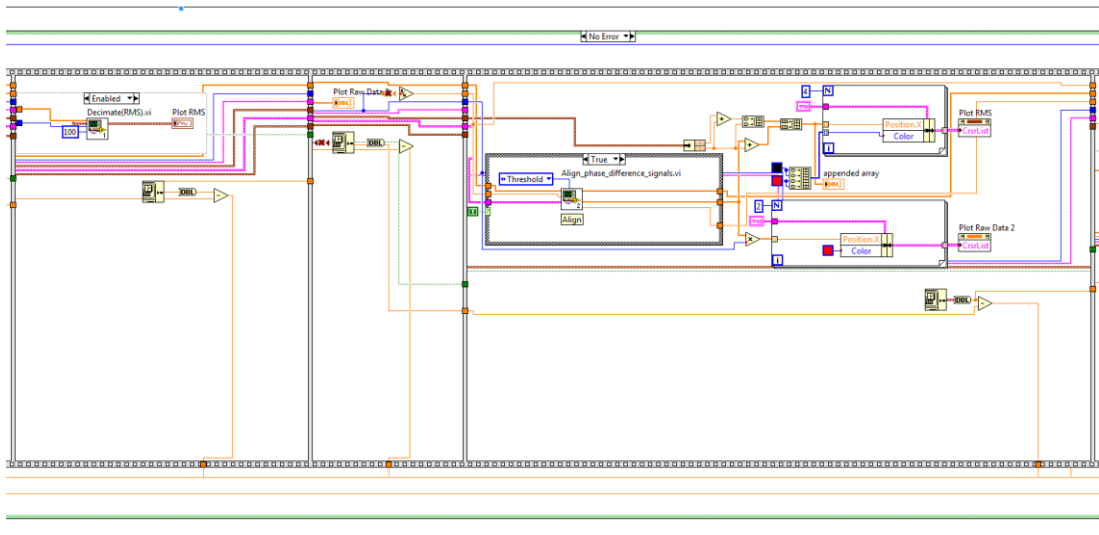 No Error
Enabled
Decimate(RMS).vi
Plot RMS
100
1
DBL
Plot Raw Data
DBL
DBL
True
Threshold
Align_phase_difference_signals.vi
2
Align
4
N
Position.X
Color
i
Plot RMS
CrsrList
appended array
DBL
2
N
Position.X
Color
i
Plot Raw Data 2
CrsrList
DBL